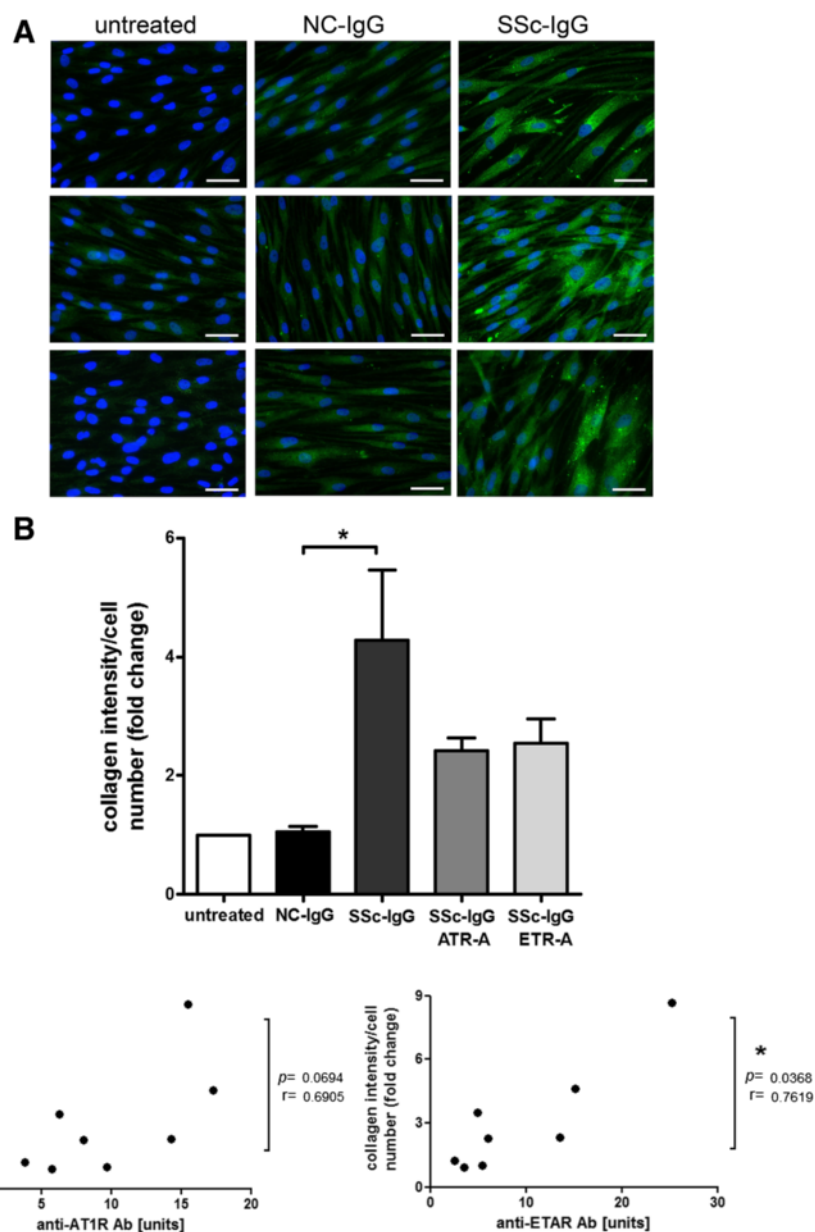 A
untreated
NC-IgG
SSc-IgG
B
collagen intensity/cell
number (fold change)
6
4
2
0
*
untreated
NC-IgG
SSc-IgG
SSc-IgG
ATR-A
SSc-IgG
ETR-A
p= 0.0694
r= 0.6905
5
10
15
20
anti-AT1R Ab [units]
collagen intensity/cell
number (fold change)
9
6
3
0
*
p= 0.0368
r= 0.7619
0
10
20
30
anti-ETAR Ab [units]